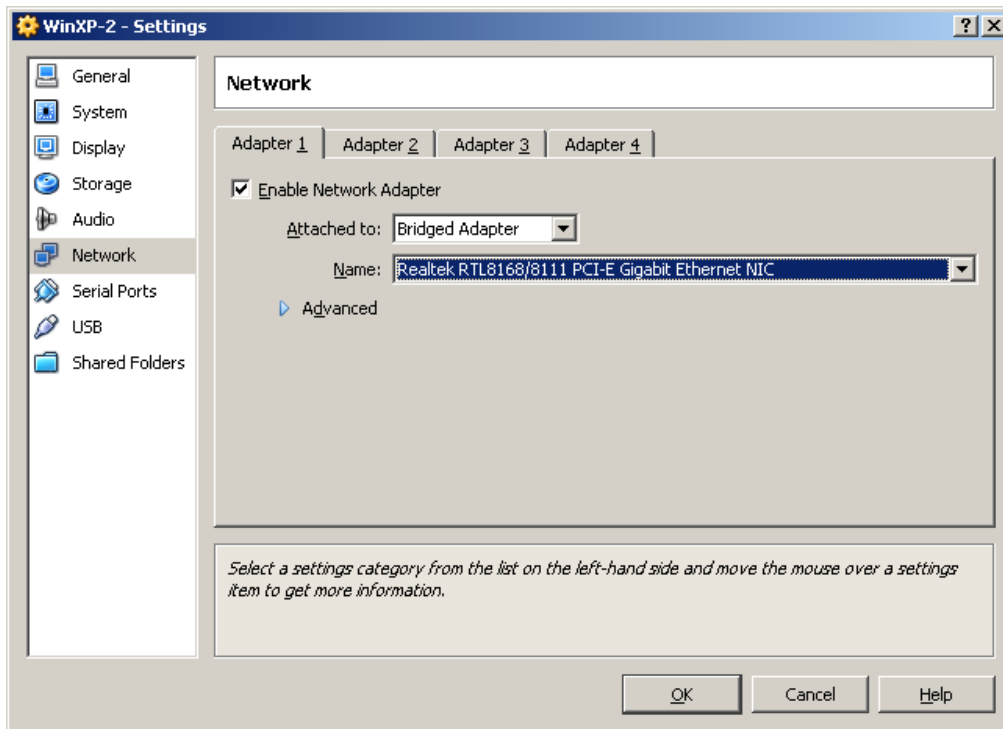 WinXP-2 - Settings
General
System
Display
Storage
Audio
Network
Serial Ports
USB
Shared Folders
Network
Adapter 1 Adapter 2 Adapter 3 Adapter 4
Enable Network Adapter
Attached to: Bridged Adapter
Name: Realtek RTL8168/8111 PCI-E Gigabit Ethernet NIC
Advanced
Select a settings category from the list on the left-hand side and move the mouse over a settings
item to get more information.
OK Cancel Help